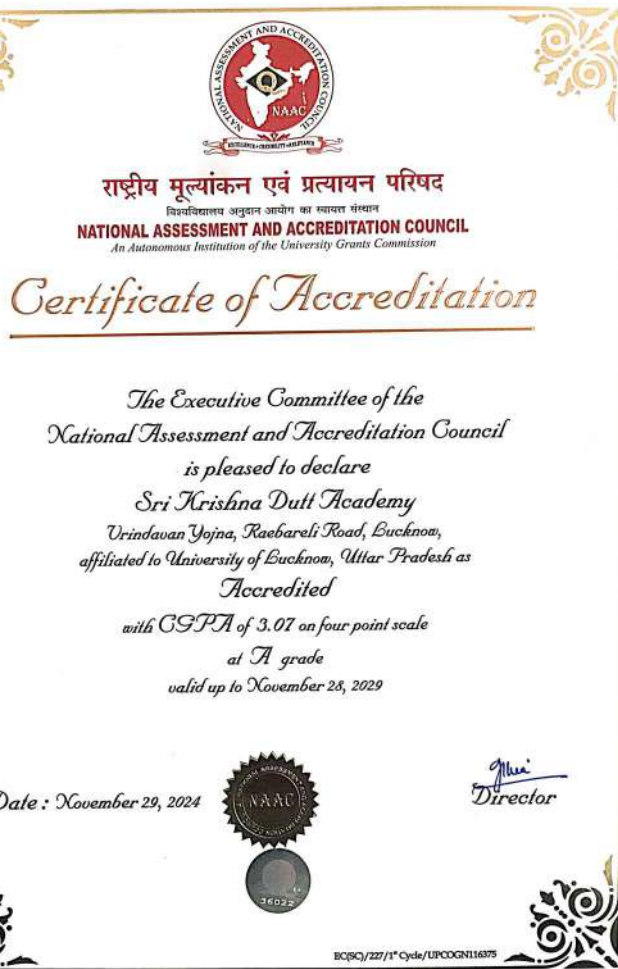 NATIONAL ASSESSMENT AND ACCREDITATION COUNCIL
NAAC
EXCELLENCE • CREDIBILITY • RELEVANCE
राष्ट्रीय मूल्यांकन एवं प्रत्यायन परिषद
विश्वविद्यालय अनुदान आयोग का स्वायत्त संस्थान
NATIONAL ASSESSMENT AND ACCREDITATION COUNCIL
An Autonomous Institution of the University Grants Commission
Certificate of Accreditation
The Executive Committee of the
National Assessment and Accreditation Council
is pleased to declare
Sri Krishna Dutt Academy
Vrindavan Yojna, Raebareli Road, Lucknow,
affiliated to University of Lucknow, Uttar Pradesh as
Accredited
with CGPA of 3.07 on four point scale
at A grade
valid up to November 28, 2029
Date : November 29, 2024
NAAC
36022
Director
EC(SC)/227/1st Cycle/UPCOGN116375